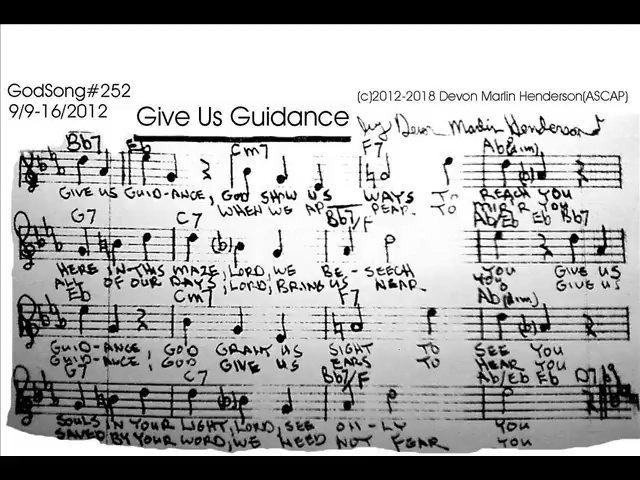 GodSong#252
9/9-16/2012
(c)2012-2018 Devon Marlin Henderson(ASCAP)
Give Us Guidance
by Devon Marlin Henderson
Bb7 Eb Cm7 F7 Ab(dim)
GIVE US GUID-ANCE, GOD SHOW US WAYS TO REACH YOU
WHEN WE AP- PEAR. TO MIR'R YOU
G7 C7 Bb7/F Ab/Eb Eb Bb7
HERE IN THIS MAZE, LORD, WE BE- SEECH YOU GIVE US
ALL OF OUR DAYS, LORD, BRING US NEAR. YOU GIVE US
Eb Cm7 F7 Ab(dim)
GUID-ANCE, GOD GRANT US SIGHT TO SEE YOU
GUID-ANCE, GOD GIVE US EARS TO HEAR YOU
G7 C7 Bb7/F Ab/Eb Eb D7b9
SOULS IN YOUR LIGHT, LORD, SEE ON-LY YOU
SAVED BY YOUR WORD, WE NEED NOT FEAR YOU